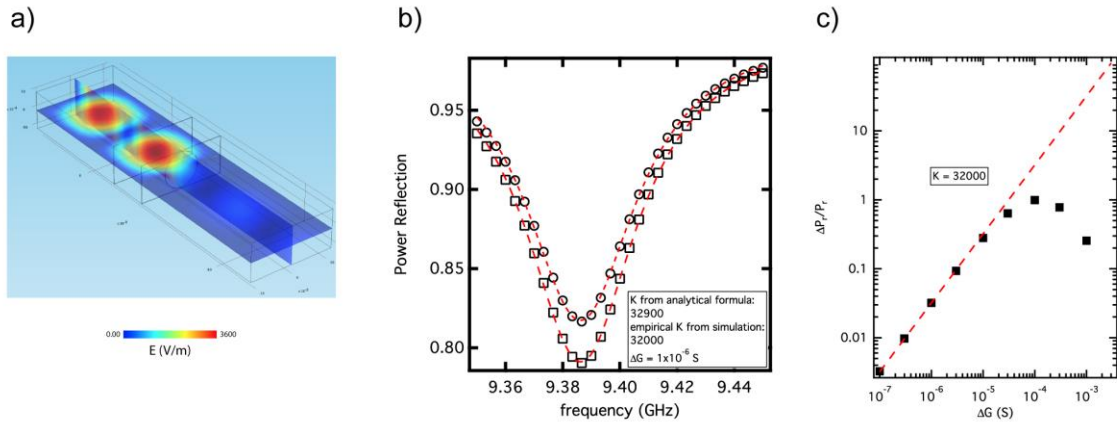 a)
0.00 3600
E (V/m)
b)
Power Reflection
0.95
0.90
0.85
0.80
K from analytical formula:
32900
empirical K from simulation:
32000
ΔG = 1x10⁻⁶ S
9.36 9.38 9.40 9.42 9.44
frequency (GHz)
c)
ΔPᵣ/Pᵣ
10
1
0.1
0.01
K = 32000
10⁻⁷ 10⁻⁶ 10⁻⁵ 10⁻⁴ 10⁻³
ΔG (S)